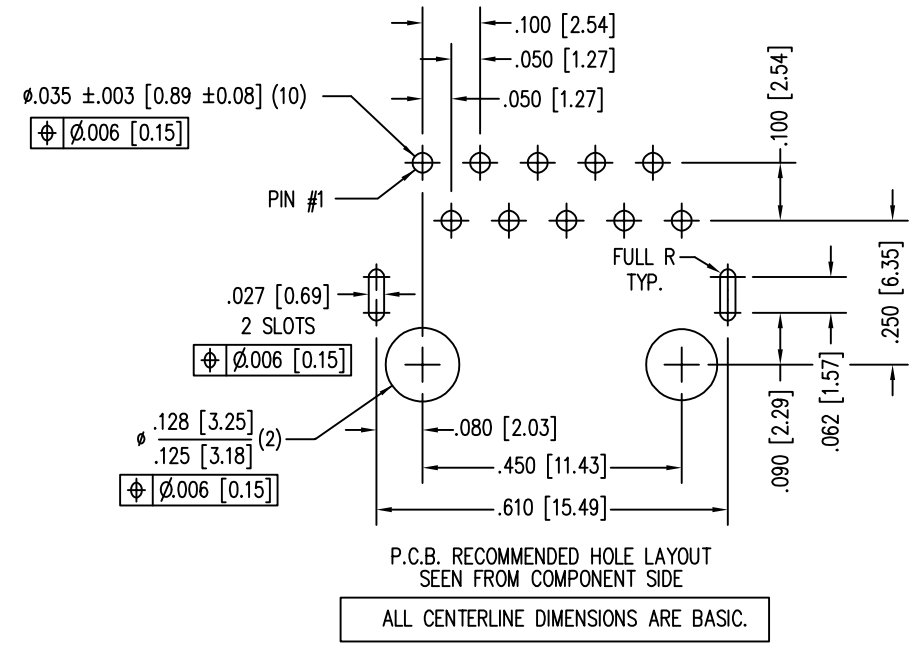 .100 [2.54]
.050 [1.27]
.050 [1.27]
.100 [2.54]
ø.035 ±.003 [0.89 ±0.08] (10)
⌖ Ø.006 [0.15]
PIN #1
FULL R
TYP.
.250 [6.35]
.027 [0.69]
2 SLOTS
⌖ Ø.006 [0.15]
.062 [1.57]
.090 [2.29]
ø .128 [3.25] (2)
.125 [3.18]
⌖ Ø.006 [0.15]
.080 [2.03]
.450 [11.43]
.610 [15.49]
P.C.B. RECOMMENDED HOLE LAYOUT
SEEN FROM COMPONENT SIDE
ALL CENTERLINE DIMENSIONS ARE BASIC.